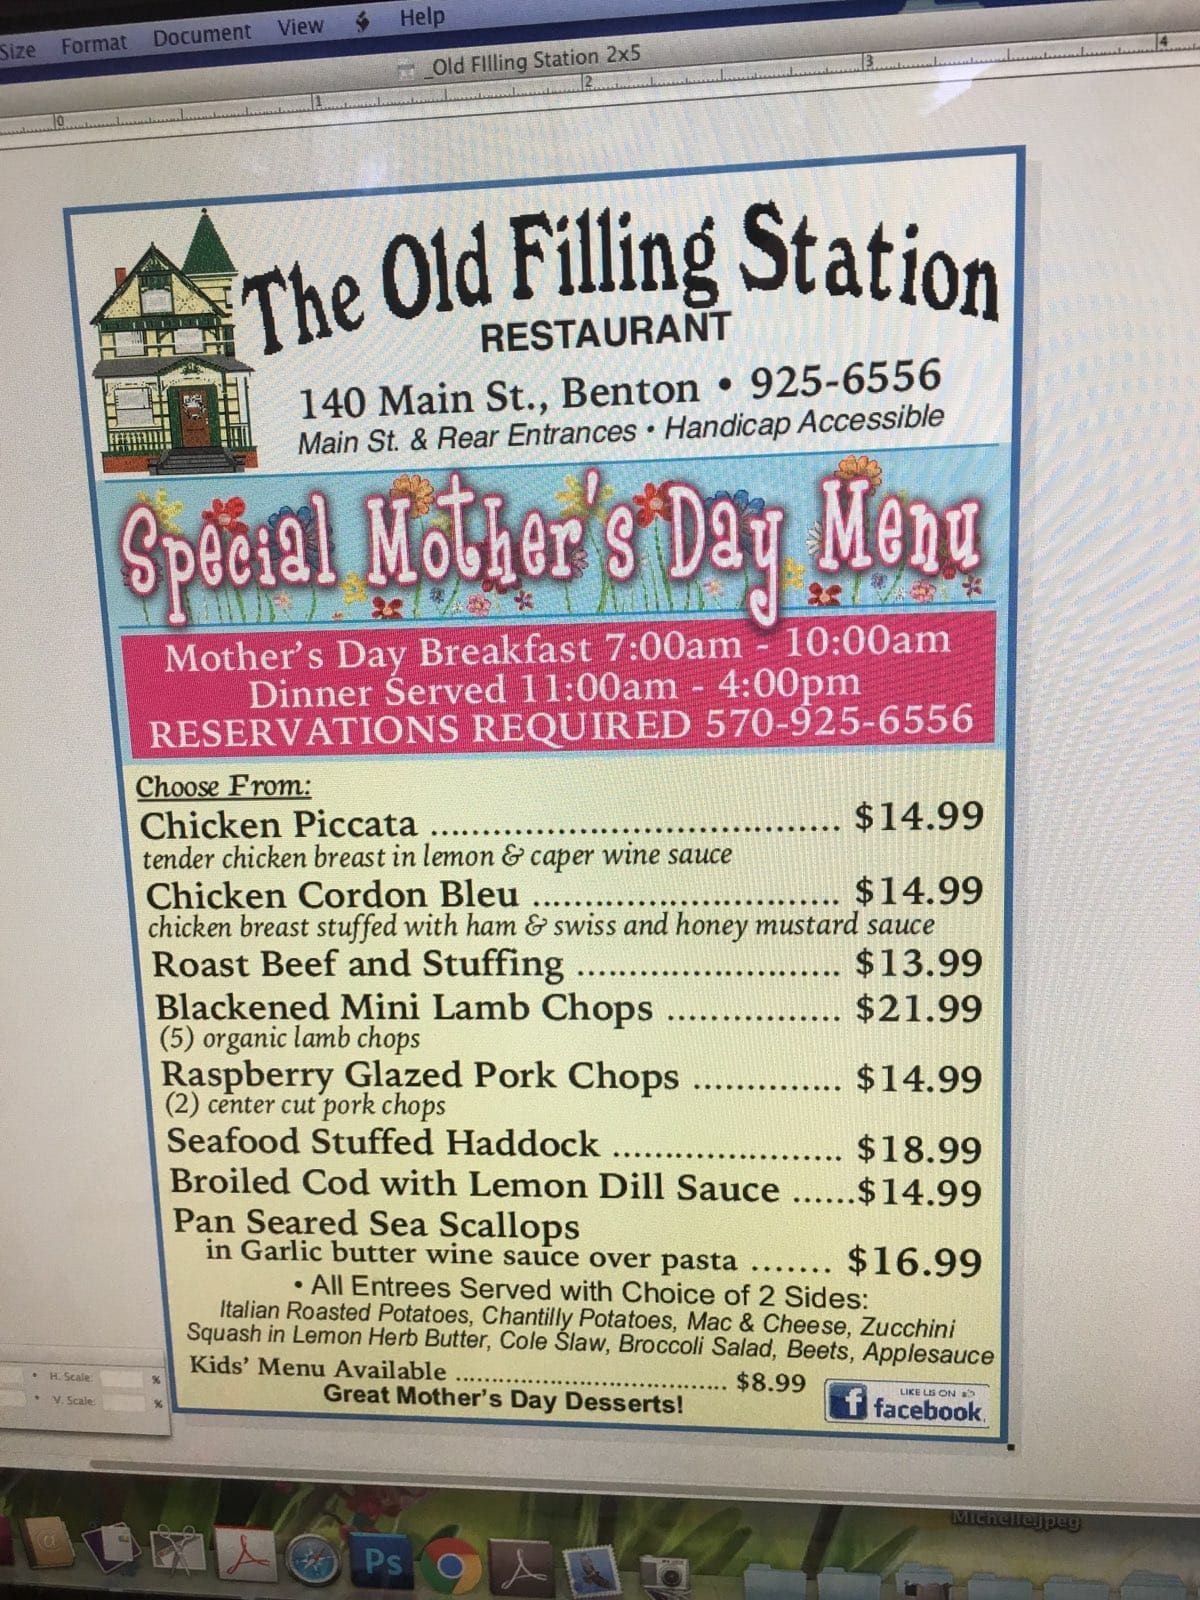 Size Format Document View Help
_Old FIlling Station 2x5
0 1 2 3 4
The Old Filling Station
RESTAURANT
140 Main St., Benton • 925-6556
Main St. & Rear Entrances • Handicap Accessible
Special Mother's Day Menu
Mother's Day Breakfast 7:00am - 10:00am
Dinner Served 11:00am - 4:00pm
RESERVATIONS REQUIRED 570-925-6556
Choose From:
Chicken Piccata ........................................ $14.99
tender chicken breast in lemon & caper wine sauce
Chicken Cordon Bleu .............................. $14.99
chicken breast stuffed with ham & swiss and honey mustard sauce
Roast Beef and Stuffing .......................... $13.99
Blackened Mini Lamb Chops ................. $21.99
(5) organic lamb chops
Raspberry Glazed Pork Chops .............. $14.99
(2) center cut pork chops
Seafood Stuffed Haddock ...................... $18.99
Broiled Cod with Lemon Dill Sauce ......$14.99
Pan Seared Sea Scallops
in Garlic butter wine sauce over pasta ....... $16.99
• All Entrees Served with Choice of 2 Sides:
Italian Roasted Potatoes, Chantilly Potatoes, Mac & Cheese, Zucchini
Squash in Lemon Herb Butter, Cole Slaw, Broccoli Salad, Beets, Applesauce
Kids' Menu Available ..................................... $8.99
Great Mother's Day Desserts!
LIKE US ON
f facebook.
H. Scale: %
V. Scale: %
Michelle.jpeg
@
Ps